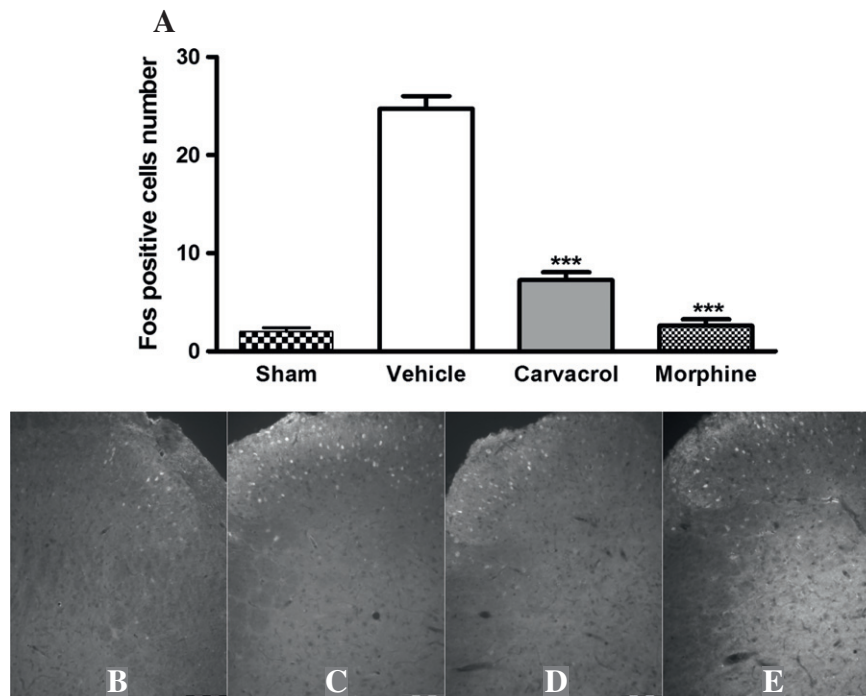 A
Fos positive cells number
30
20
10
0
***
***
Sham Vehicle Carvacrol Morphine
B C D E